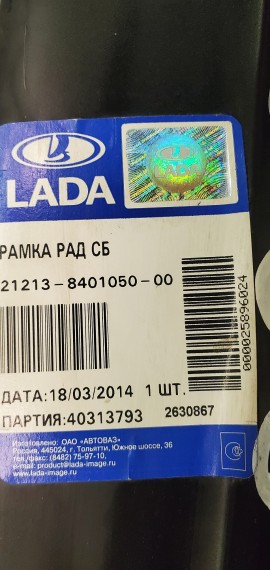 LADA
РАМКА РАД СБ
21213-8401050-00
000025896024
ДАТА:18/03/2014 1 ШТ.
ПАРТИЯ:40313793 2630867
Изготовлено: ОАО «АВТОВАЗ»
Россия, 445024, г. Тольятти, Южное шоссе, 36
тел./факс: (8482) 75-97-10,
e-mail: product@lada-image.ru
www.lada-image.ru